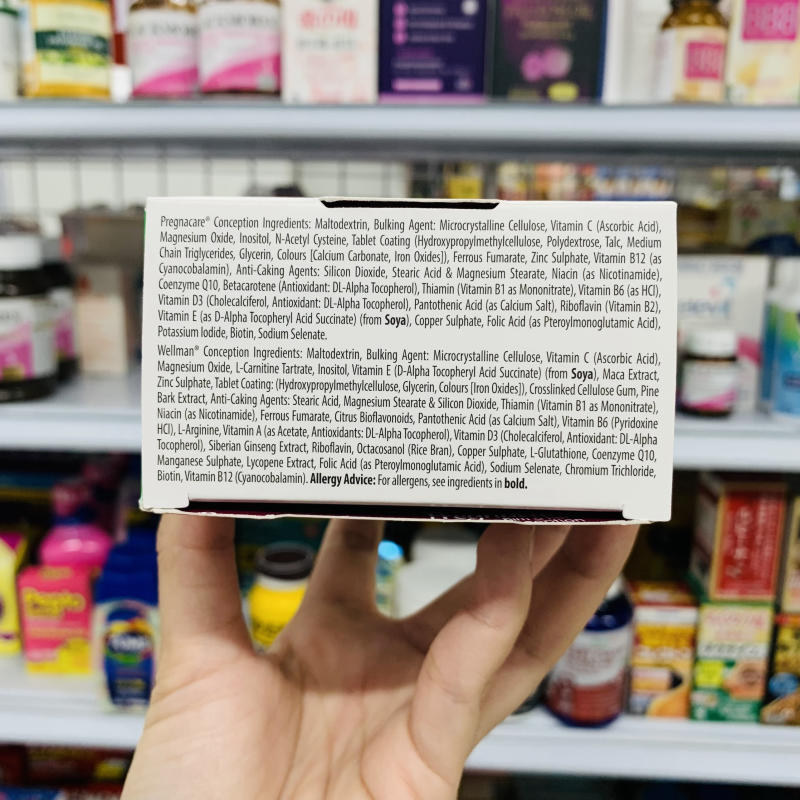 Pregnacare® Conception Ingredients: Maltodextrin, Bulking Agent: Microcrystalline Cellulose, Vitamin C (Ascorbic Acid),
Magnesium Oxide, Inositol, N-Acetyl Cysteine, Tablet Coating (Hydroxypropylmethylcellulose, Polydextrose, Talc, Medium
Chain Triglycerides, Glycerin, Colours [Calcium Carbonate, Iron Oxides]), Ferrous Fumarate, Zinc Sulphate, Vitamin B12 (as
Cyanocobalamin), Anti-Caking Agents: Silicon Dioxide, Stearic Acid & Magnesium Stearate, Niacin (as Nicotinamide),
Coenzyme Q10, Betacarotene (Antioxidant: DL-Alpha Tocopherol), Thiamin (Vitamin B1 as Mononitrate), Vitamin B6 (as HCl),
Vitamin D3 (Cholecalciferol, Antioxidant: DL-Alpha Tocopherol), Pantothenic Acid (as Calcium Salt), Riboflavin (Vitamin B2),
Vitamin E (as D-Alpha Tocopheryl Acid Succinate) (from Soya), Copper Sulphate, Folic Acid (as Pteroylmonoglutamic Acid),
Potassium Iodide, Biotin, Sodium Selenate.
Wellman® Conception Ingredients: Maltodextrin, Bulking Agent: Microcrystalline Cellulose, Vitamin C (Ascorbic Acid),
Magnesium Oxide, L-Carnitine Tartrate, Inositol, Vitamin E (D-Alpha Tocopheryl Acid Succinate) (from Soya), Maca Extract,
Zinc Sulphate, Tablet Coating: (Hydroxypropylmethylcellulose, Glycerin, Colours [Iron Oxides]), Crosslinked Cellulose Gum, Pine
Bark Extract, Anti-Caking Agents: Stearic Acid, Magnesium Stearate & Silicon Dioxide, Thiamin (Vitamin B1 as Mononitrate),
Niacin (as Nicotinamide), Ferrous Fumarate, Citrus Bioflavonoids, Pantothenic Acid (as Calcium Salt), Vitamin B6 (Pyridoxine
HCl), L-Arginine, Vitamin A (as Acetate, Antioxidants: DL-Alpha Tocopherol), Vitamin D3 (Cholecalciferol, Antioxidant: DL-Alpha
Tocopherol), Siberian Ginseng Extract, Riboflavin, Octacosanol (Rice Bran), Copper Sulphate, L-Glutathione, Coenzyme Q10,
Manganese Sulphate, Lycopene Extract, Folic Acid (as Pteroylmonoglutamic Acid), Sodium Selenate, Chromium Trichloride,
Biotin, Vitamin B12 (Cyanocobalamin). Allergy Advice: For allergens, see ingredients in bold.